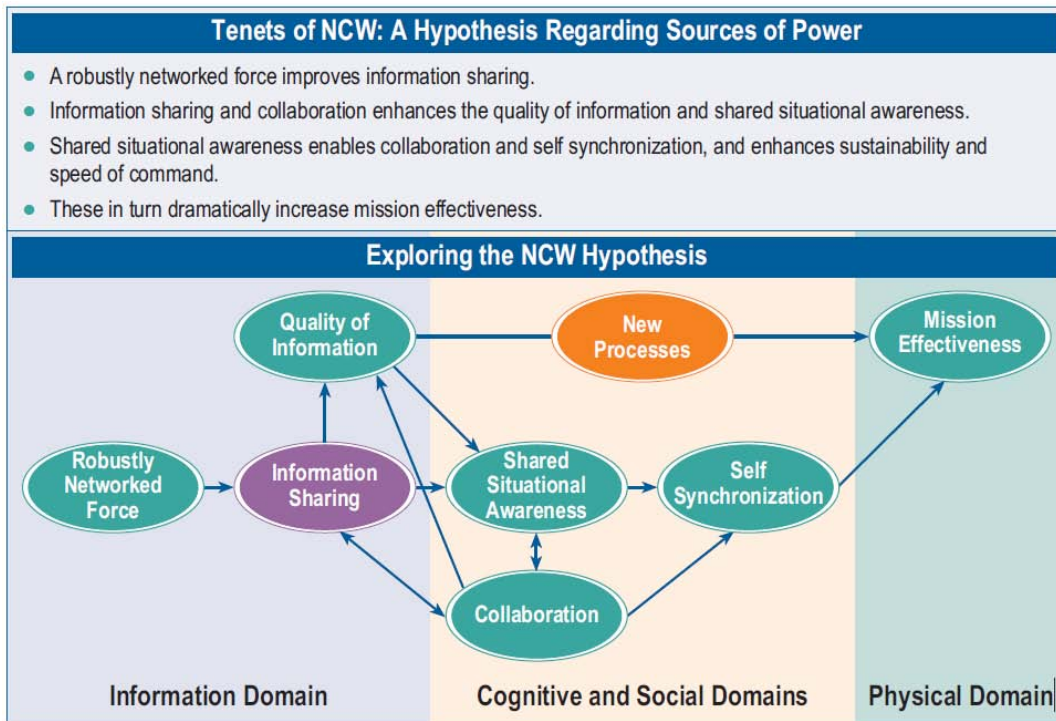 Tenets of NCW: A Hypothesis Regarding Sources of Power
A robustly networked force improves information sharing.
Information sharing and collaboration enhances the quality of information and shared situational awareness.
Shared situational awareness enables collaboration and self synchronization, and enhances sustainability and
speed of command.
These in turn dramatically increase mission effectiveness.
Exploring the NCW Hypothesis
Quality of
Information
New
Processes
Mission
Effectiveness
Robustly
Networked
Force
Information
Sharing
Shared
Situational
Awareness
Self
Synchronization
Collaboration
Information Domain
Cognitive and Social Domains
Physical Domain